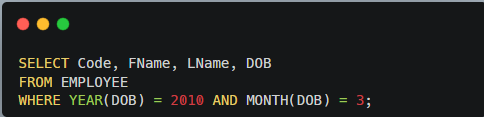 SELECT Code, FName, LName, DOB
FROM EMPLOYEE
WHERE YEAR(DOB) = 2010 AND MONTH(DOB) = 3;